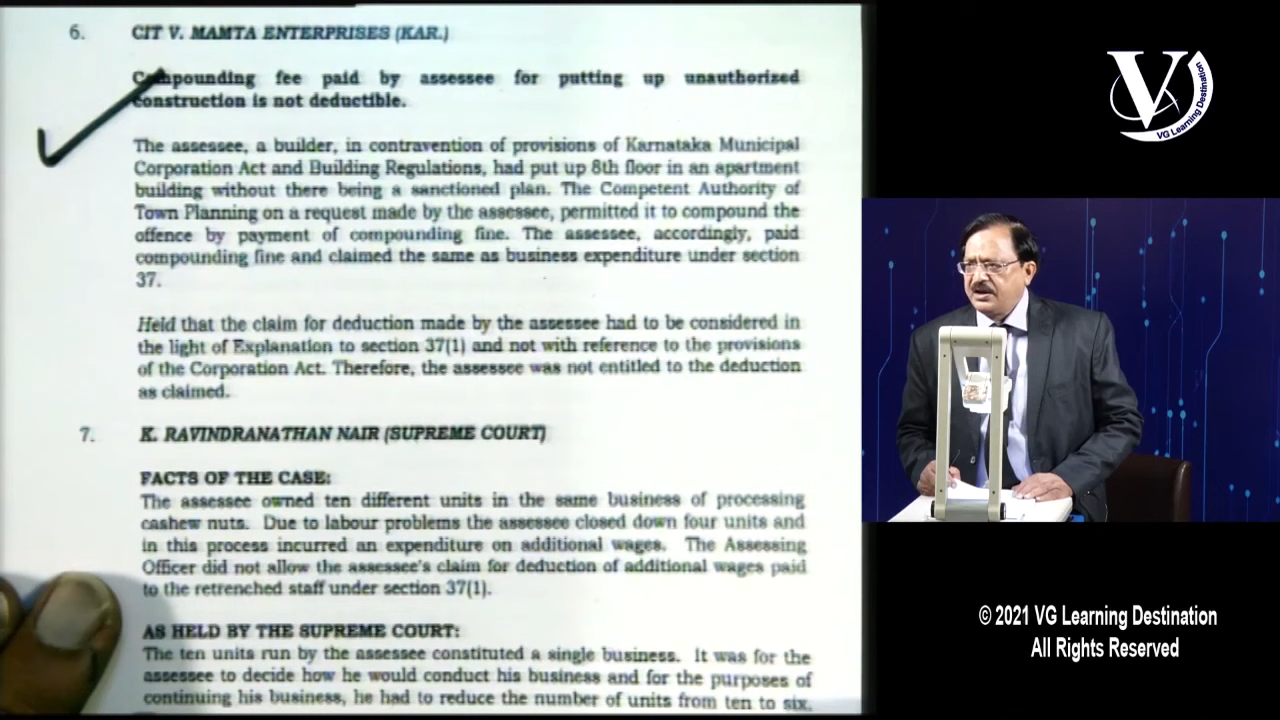 6. CIT V. MAMTA ENTERPRISES (KAR.)
Compounding fee paid by assessee for putting up unauthorized
construction is not deductible.
The assessee, a builder, in contravention of provisions of Karnataka Municipal
Corporation Act and Building Regulations, had put up 8th floor in an apartment
building without there being a sanctioned plan. The Competent Authority of
Town Planning on a request made by the assessee, permitted it to compound the
offence by payment of compounding fine. The assessee, accordingly, paid
compounding fine and claimed the same as business expenditure under section
37.
Held that the claim for deduction made by the assessee had to be considered in
the light of Explanation to section 37(1) and not with reference to the provisions
of the Corporation Act. Therefore, the assessee was not entitled to the deduction
as claimed.
7. K. RAVINDRANATHAN NAIR (SUPREME COURT)
FACTS OF THE CASE:
The assessee owned ten different units in the same business of processing
cashew nuts. Due to labour problems the assessee closed down four units and
in this process incurred an expenditure on additional wages. The Assessing
Officer did not allow the assessee's claim for deduction of additional wages paid
to the retrenched staff under section 37(1).
AS HELD BY THE SUPREME COURT:
The ten units run by the assessee constituted a single business. It was for the
assessee to decide how he would conduct his business and for the purposes of
continuing his business, he had to reduce the number of units from ten to six.
V
VG Learning Destination
© 2021 VG Learning Destination
All Rights Reserved